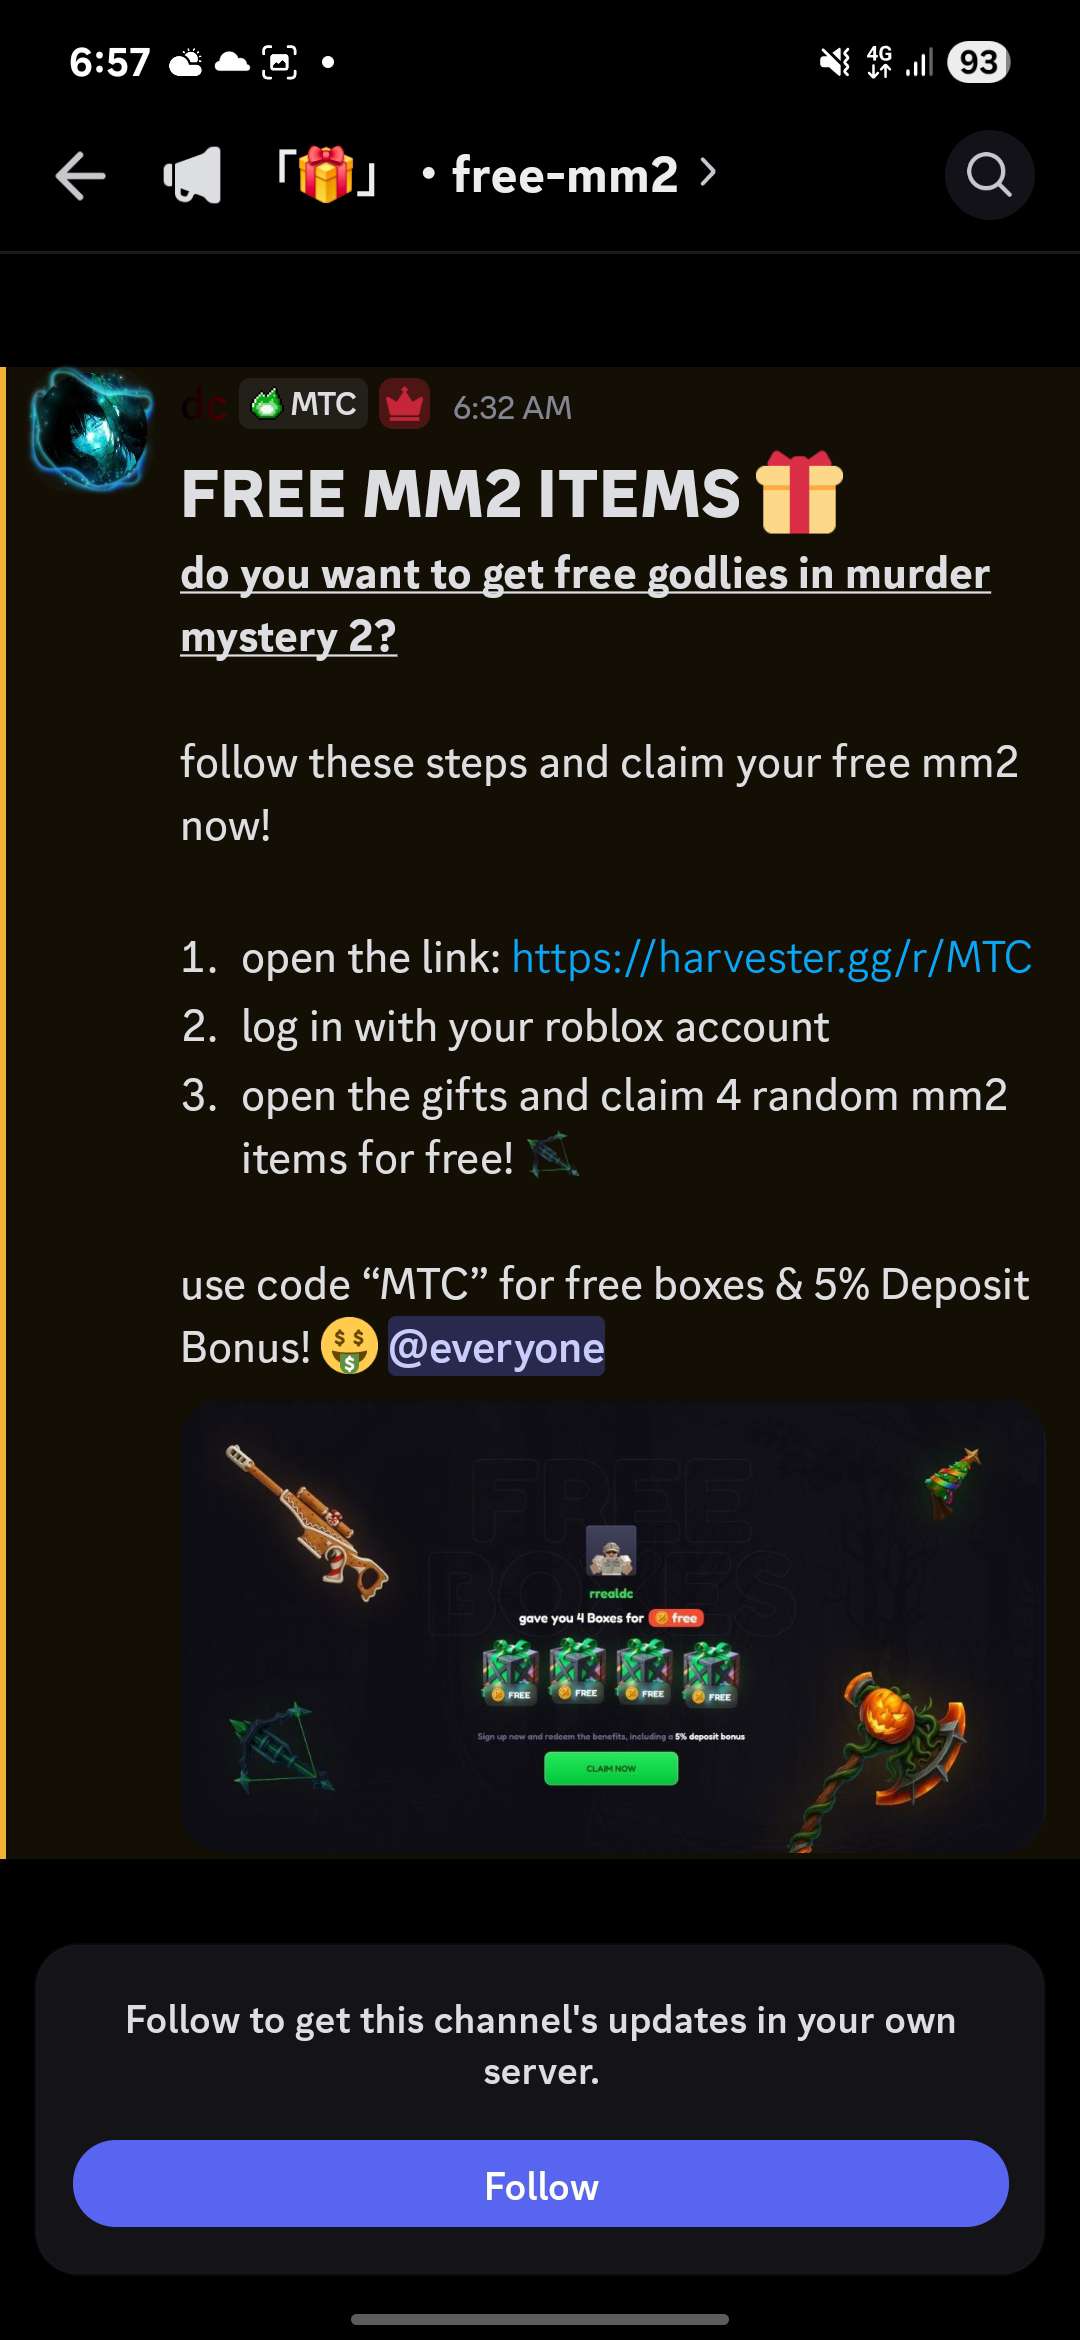 6:57 4G 93
「🎁」 • free-mm2 >
dc MTC 6:32 AM
FREE MM2 ITEMS 🎁
do you want to get free godlies in murder
mystery 2?
follow these steps and claim your free mm2
now!
1. open the link: https://harvester.gg/r/MTC
2. log in with your roblox account
3. open the gifts and claim 4 random mm2
items for free!
use code “MTC” for free boxes & 5% Deposit
Bonus! 🤑 @everyone
FREE
BOXES
rrealdc
gave you 4 Boxes for free
FREE FREE FREE FREE
Sign up now and redeem the benefits, including a 5% deposit bonus
CLAIM NOW
Follow to get this channel's updates in your own
server.
Follow